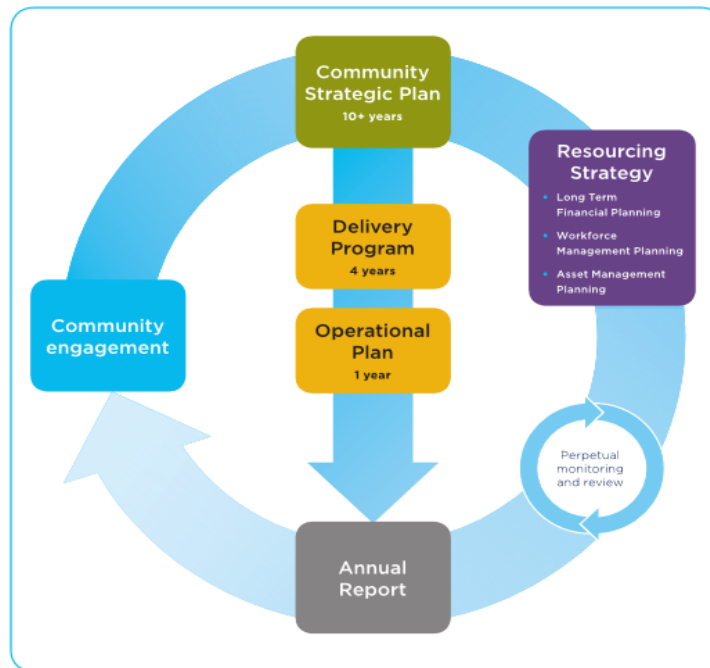 Community
Strategic Plan
10+ years
Resourcing
Strategy
• Long Term
Financial Planning
• Workforce
Management Planning
• Asset Management
Planning
Delivery
Program
4 years
Community
engagement
Operational
Plan
1 year
Perpetual
monitoring
and review
Annual
Report